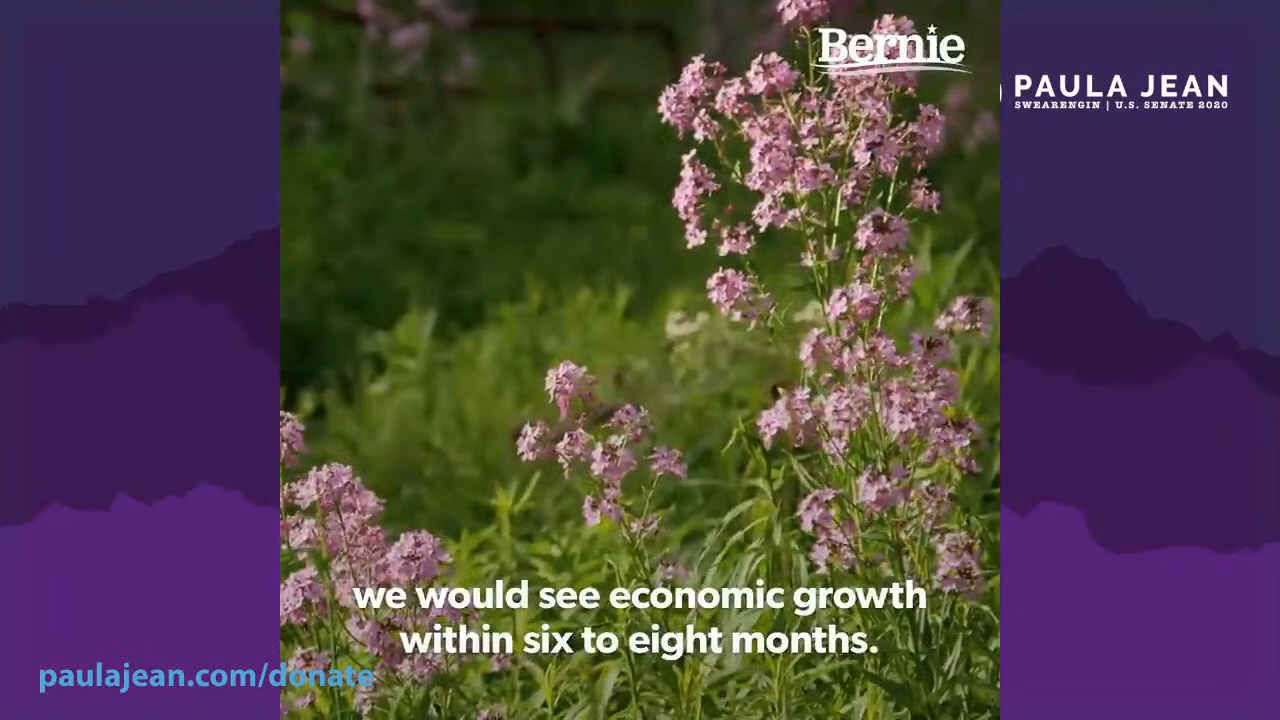 Bernie
PAULA JEAN
SWEARENGIN | U.S. SENATE 2020
we would see economic growth
within six to eight months.
paulajean.com/donate